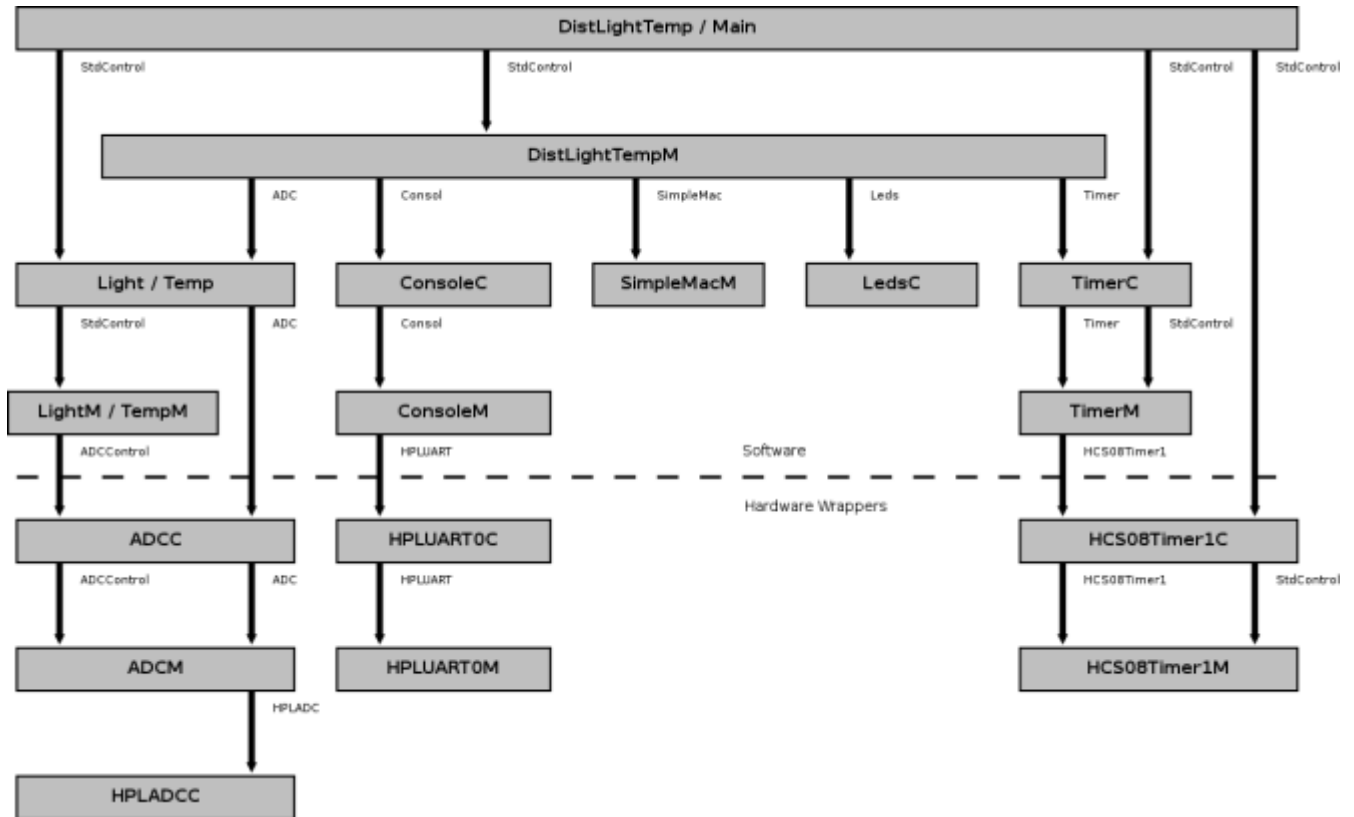 DistLightTemp / Main
StdControl
StdControl
StdControl
StdControl
DistLightTempM
ADC
Consol
SimpleMac
Leds
Timer
Light / Temp
ConsoleC
SimpleMacM
LedsC
TimerC
StdControl
ADC
Consol
Timer
StdControl
LightM / TempM
ConsoleM
TimerM
ADCControl
HPLUART
Software
HCS08Timer1
Hardware Wrappers
ADCC
HPLUART0C
HCS08Timer1C
ADCControl
ADC
HPLUART
HCS08Timer1
StdControl
ADCM
HPLUART0M
HCS08Timer1M
HPLADC
HPLADCC